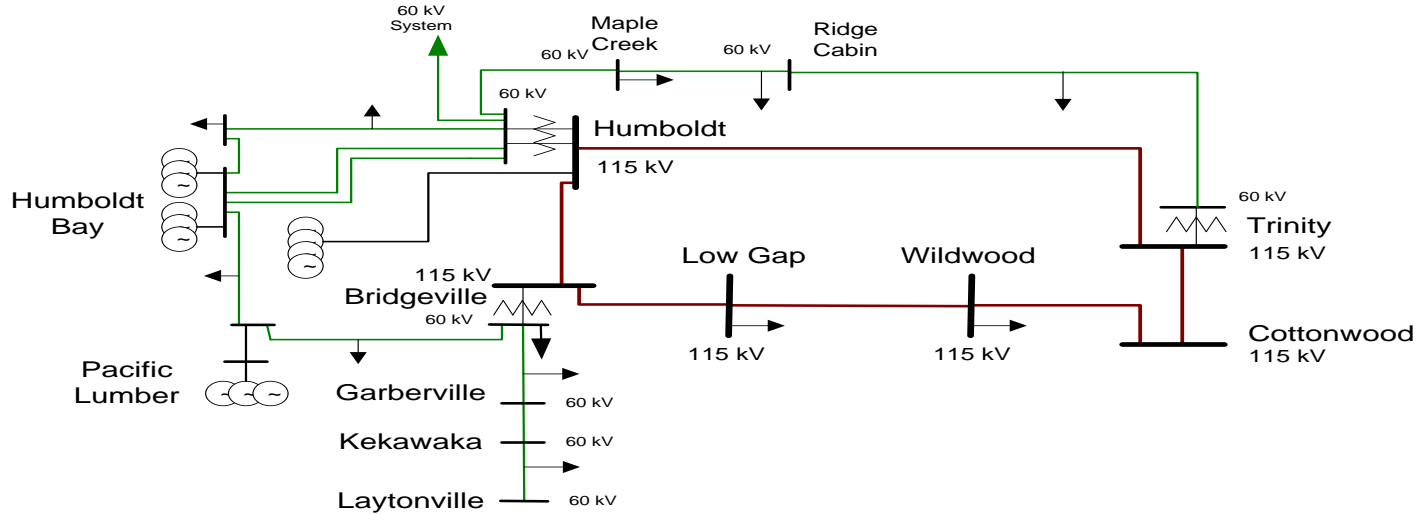 60 kV
System
Maple
Creek
Ridge
Cabin
60 kV
60 kV
60 kV
Humboldt
115 kV
Humboldt
Bay
~
~
~
60 kV
Trinity
115 kV
Low Gap
Wildwood
115 kV
Bridgeville
60 kV
115 kV
115 kV
Cottonwood
115 kV
Pacific
Lumber
~
~
Garberville
60 kV
Kekawaka
60 kV
Laytonville
60 kV